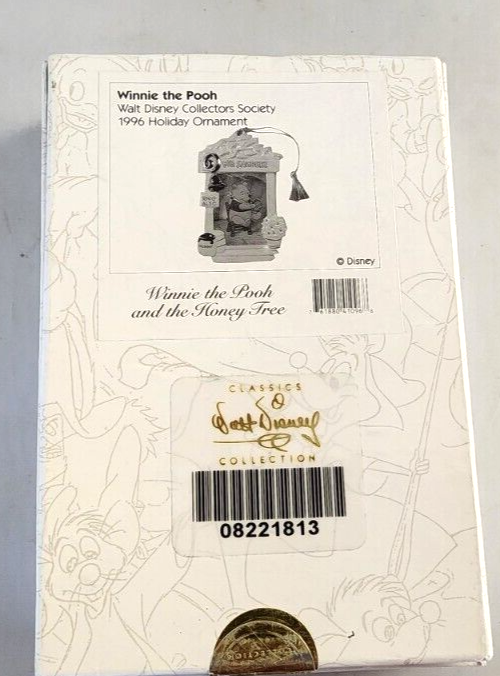 Winnie the Pooh
Walt Disney Collectors Society
1996 Holiday Ornament
© Disney
Winnie the Pooh
and the Honey Tree
CLASSICS
Walt Disney
COLLECTION
08221813